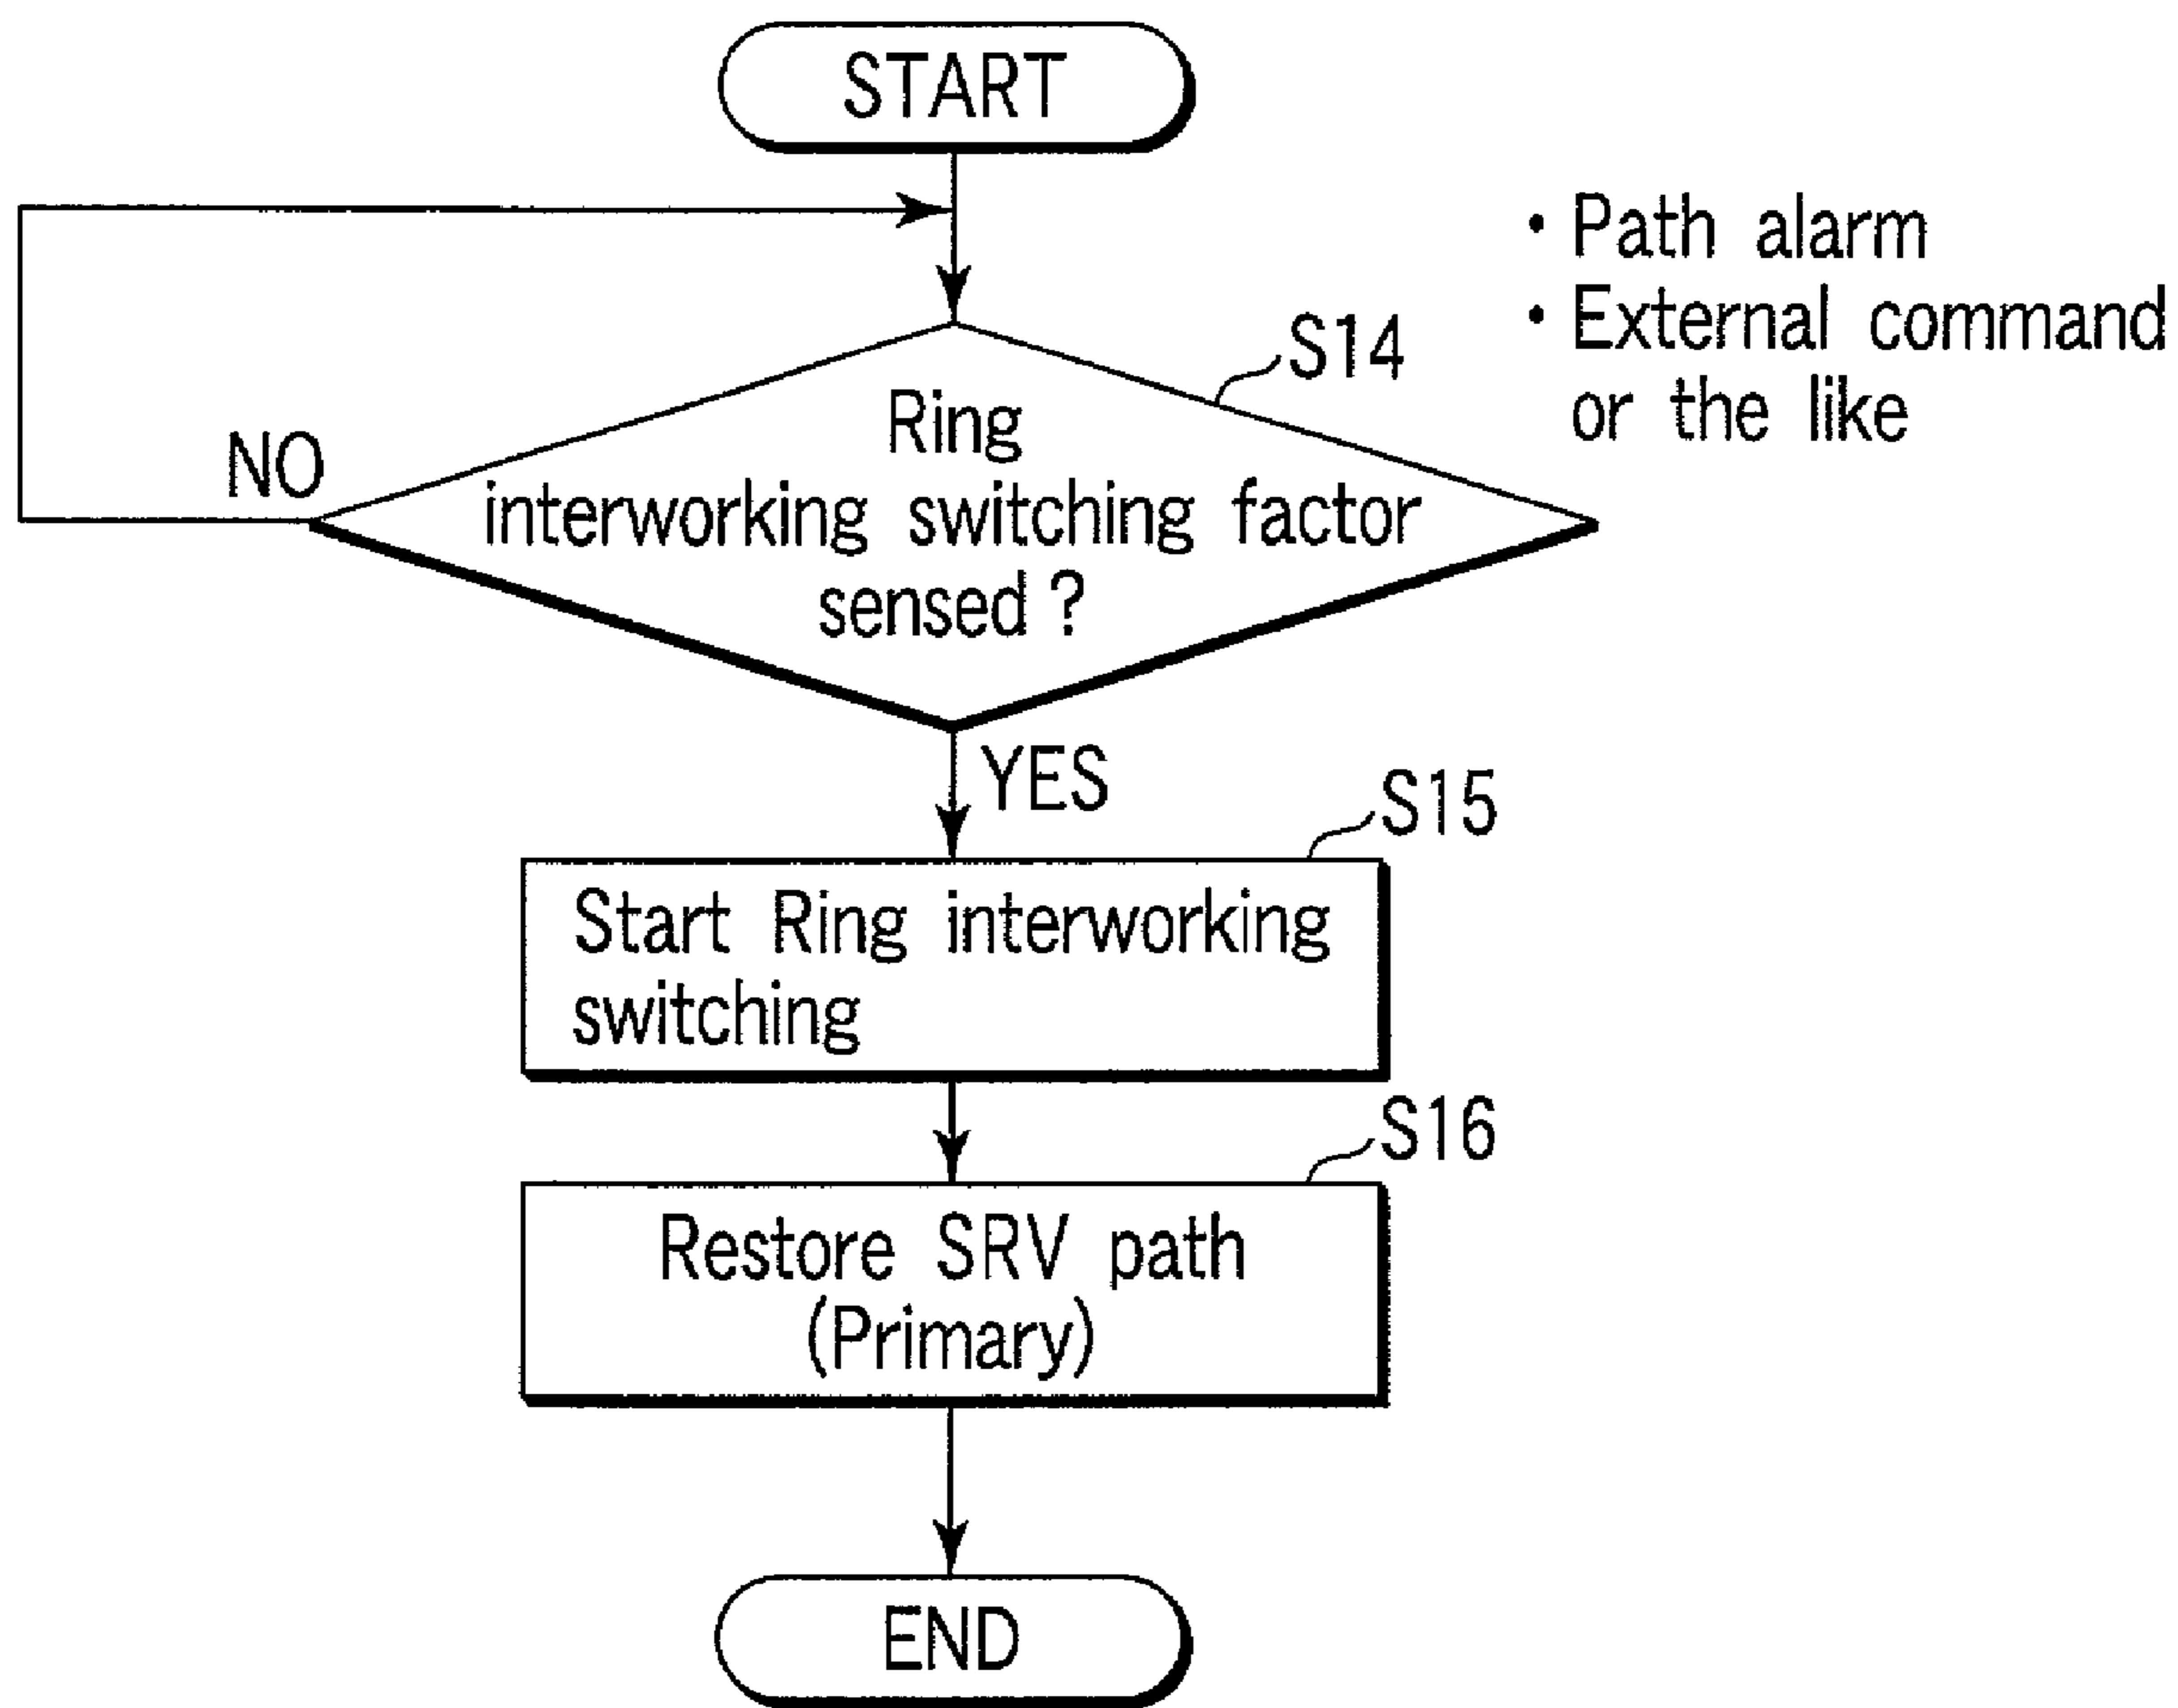 START
• Path alarm
• External command
or the like
S14
Ring
interworking switching factor
sensed ?
NO
YES
S15
Start Ring interworking
switching
S16
Restore SRV path
(Primary)
END